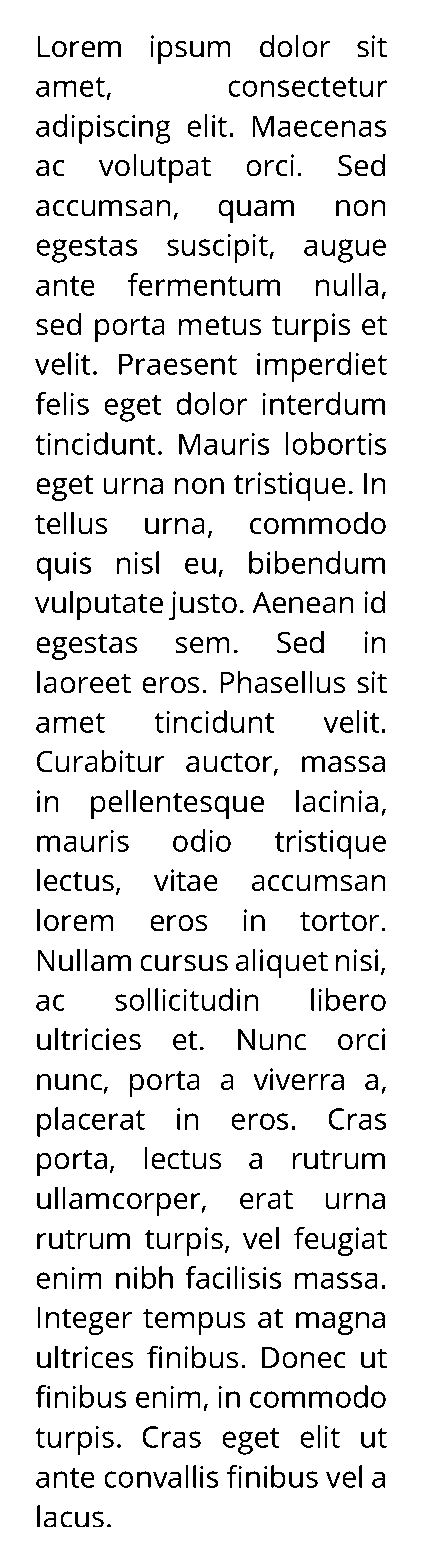 Lorem ipsum dolor sit
amet, consectetur
adipiscing elit. Maecenas
ac volutpat orci. Sed
accumsan, quam non
egestas suscipit, augue
ante fermentum nulla,
sed porta metus turpis et
velit. Praesent imperdiet
felis eget dolor interdum
tincidunt. Mauris lobortis
eget urna non tristique. In
tellus urna, commodo
quis nisl eu, bibendum
vulputate justo. Aenean id
egestas sem. Sed in
laoreet eros. Phasellus sit
amet tincidunt velit.
Curabitur auctor, massa
in pellentesque lacinia,
mauris odio tristique
lectus, vitae accumsan
lorem eros in tortor.
Nullam cursus aliquet nisi,
ac sollicitudin libero
ultricies et. Nunc orci
nunc, porta a viverra a,
placerat in eros. Cras
porta, lectus a rutrum
ullamcorper, erat urna
rutrum turpis, vel feugiat
enim nibh facilisis massa.
Integer tempus at magna
ultrices finibus. Donec ut
finibus enim, in commodo
turpis. Cras eget elit ut
ante convallis finibus vel a
lacus.